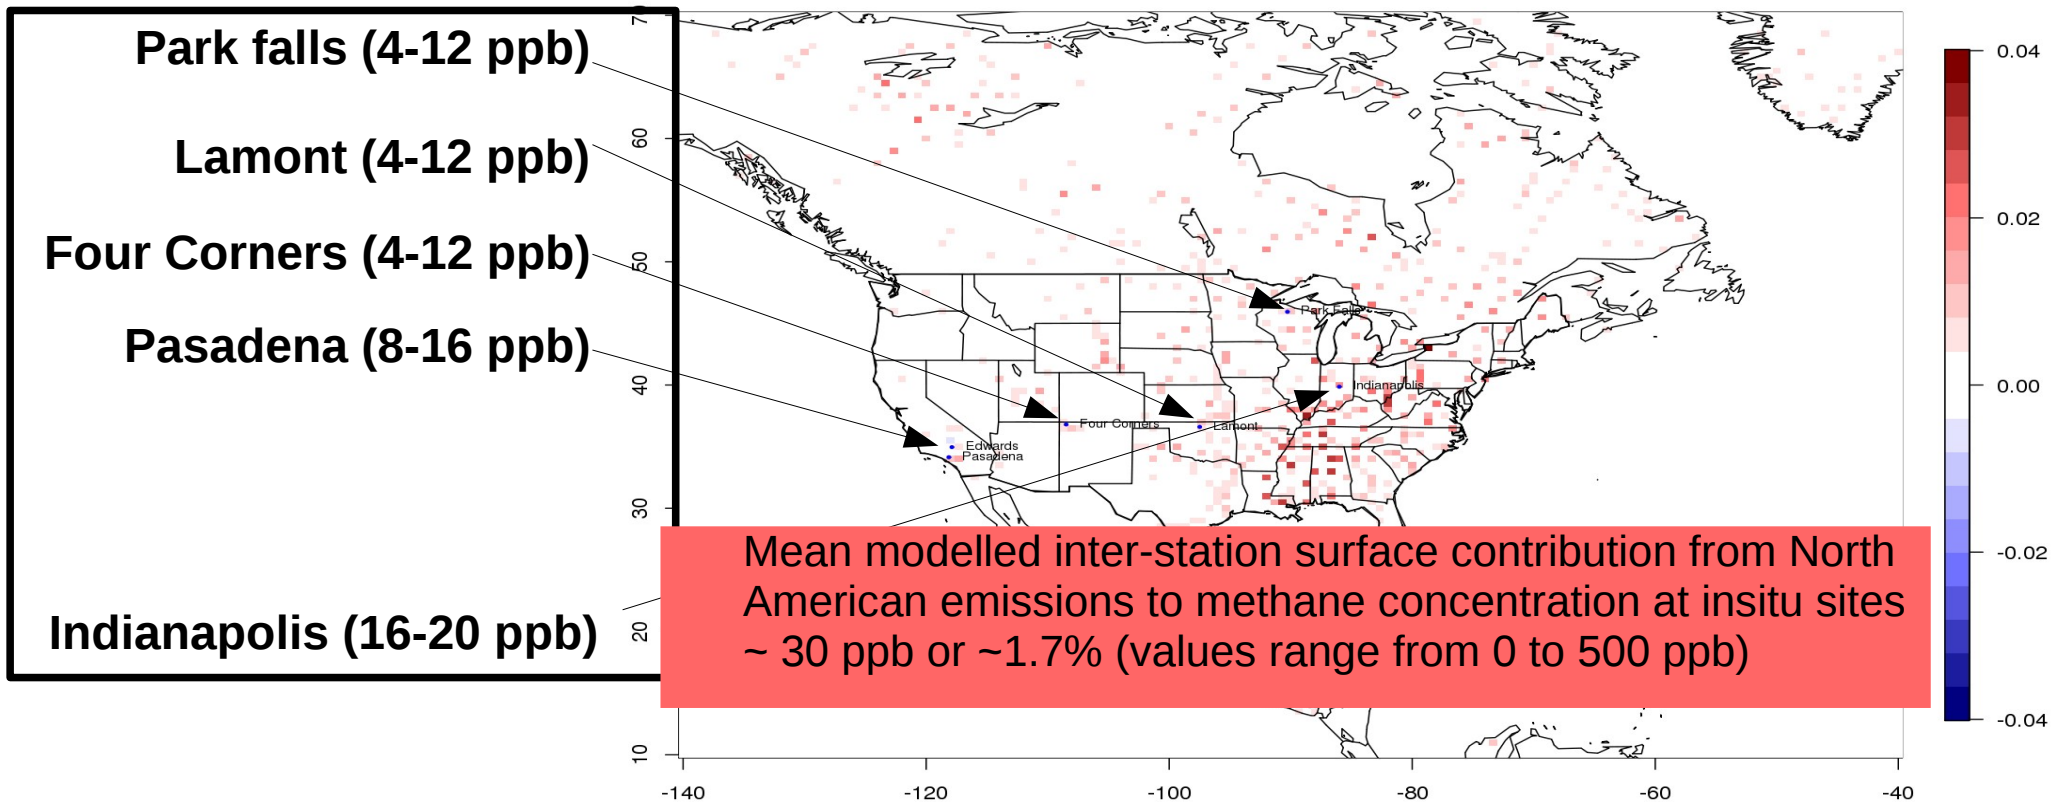 Park falls (4-12 ppb)
Lamont (4-12 ppb)
Four Corners (4-12 ppb)
Pasadena (8-16 ppb)
Indianapolis (16-20 ppb)
60
50
40
30
20
10
-140
-120
-100
-80
-60
-40
Park Falls
Indianapolis
Four Corners
Lamont
Edwards
Pasadena
Mean modelled inter-station surface contribution from North
American emissions to methane concentration at insitu sites
~ 30 ppb or ~1.7% (values range from 0 to 500 ppb)
0.04
0.02
0.00
-0.02
-0.04